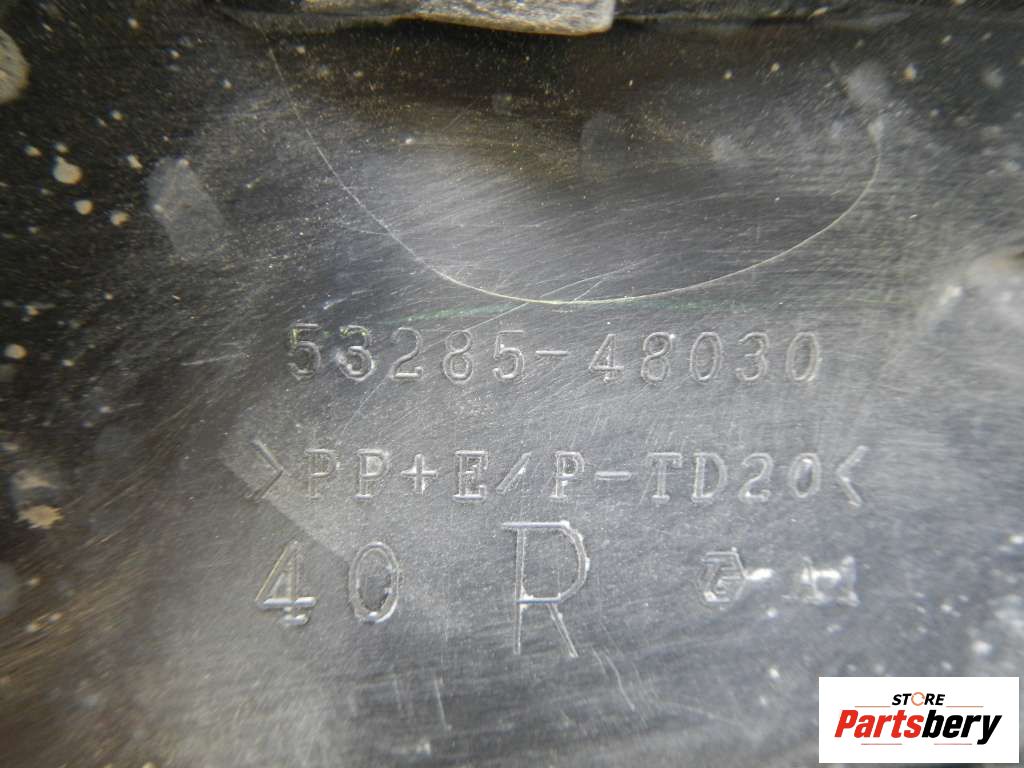 53285-48030
>PP+E/P-TD20<
40 R
STORE
Partsbery